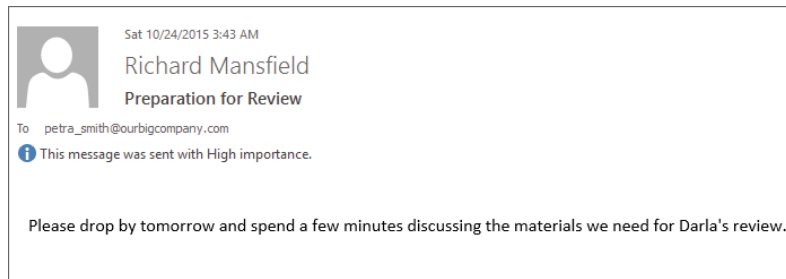 Sat 10/24/2015 3:43 AM
Richard Mansfield
Preparation for Review
To petra_smith@ourbigcompany.com
This message was sent with High importance.
Please drop by tomorrow and spend a few minutes discussing the materials we need for Darla's review.